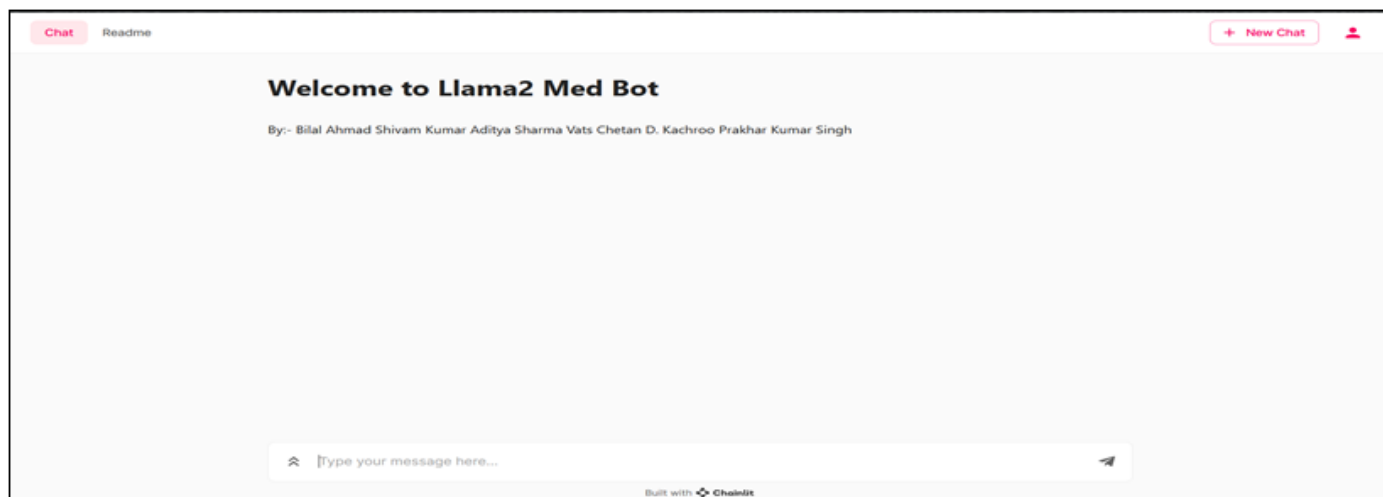 Chat Readme + New Chat
Welcome to Llama2 Med Bot
By:- Bilal Ahmad Shivam Kumar Aditya Sharma Vats Chetan D. Kachroo Prakhar Kumar Singh
Type your message here...
Built with Chainlit